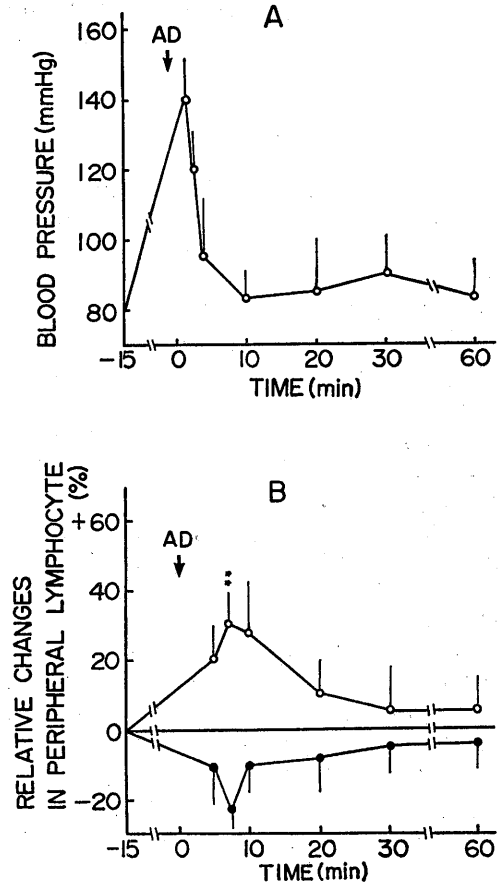 A
AD
160
140
120
100
80
BLOOD PRESSURE (mmHg)
-15 0 10 20 30 60
TIME (min)
B
AD
**
+60
40
20
0
-20
RELATIVE CHANGES
IN PERIPHERAL LYMPHOCYTE
(%)
-15 0 10 20 30 60
TIME (min)